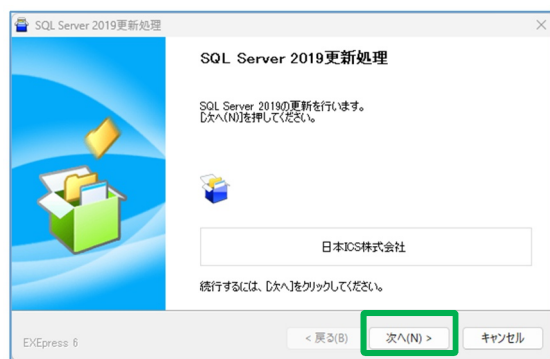 SQL Server 2019更新処理
SQL Server 2019更新処理
SQL Server 2019の更新を行います。
[次へ(N)]を押してください。
日本ICS株式会社
続行するには、[次へ]をクリックしてください。
EXEpress 6
< 戻る(B)
次へ(N) >
キャンセル